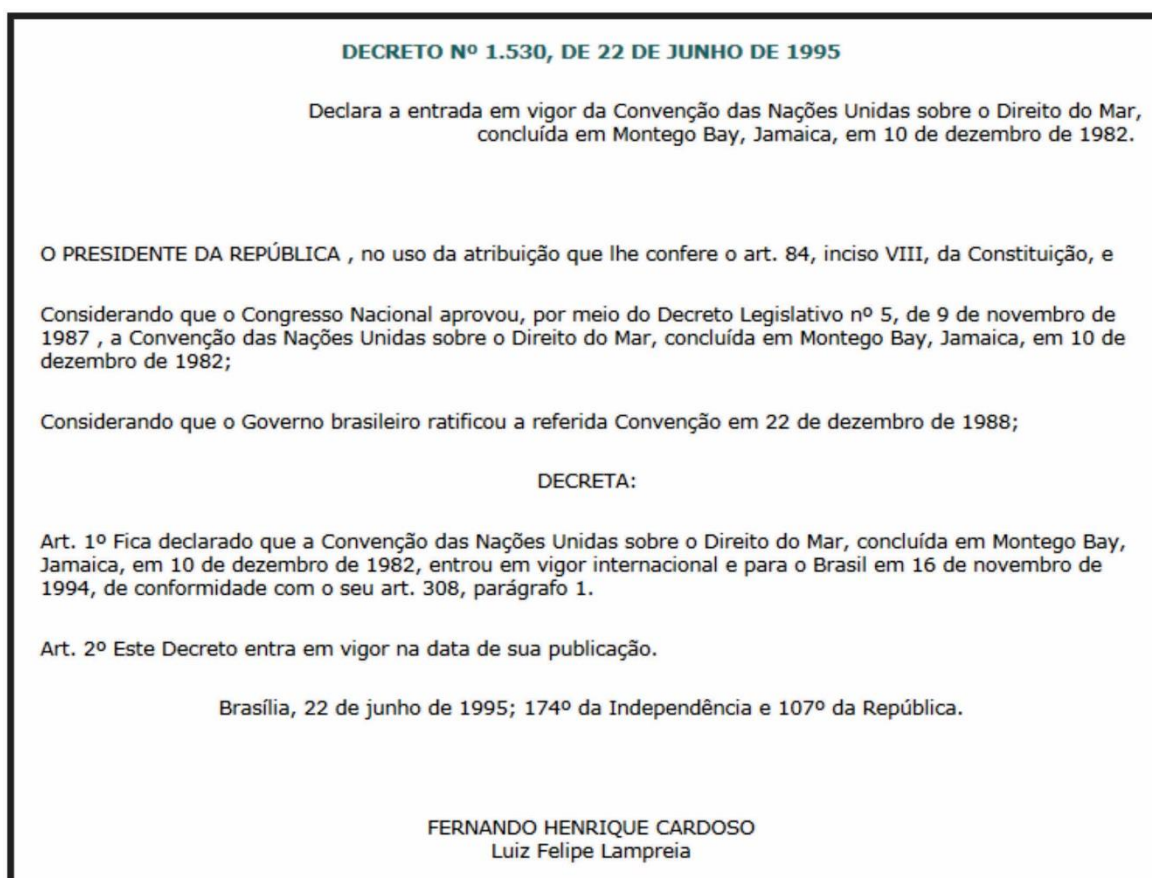 DECRETO Nº 1.530, DE 22 DE JUNHO DE 1995
Declara a entrada em vigor da Convenção das Nações Unidas sobre o Direito do Mar,
concluída em Montego Bay, Jamaica, em 10 de dezembro de 1982.
O PRESIDENTE DA REPÚBLICA , no uso da atribuição que lhe confere o art. 84, inciso VIII, da Constituição, e
Considerando que o Congresso Nacional aprovou, por meio do Decreto Legislativo nº 5, de 9 de novembro de
1987 , a Convenção das Nações Unidas sobre o Direito do Mar, concluída em Montego Bay, Jamaica, em 10 de
dezembro de 1982;
Considerando que o Governo brasileiro ratificou a referida Convenção em 22 de dezembro de 1988;
DECRETA:
Art. 1º Fica declarado que a Convenção das Nações Unidas sobre o Direito do Mar, concluída em Montego Bay,
Jamaica, em 10 de dezembro de 1982, entrou em vigor internacional e para o Brasil em 16 de novembro de
1994, de conformidade com o seu art. 308, parágrafo 1.
Art. 2º Este Decreto entra em vigor na data de sua publicação.
Brasília, 22 de junho de 1995; 174º da Independência e 107º da República.
FERNANDO HENRIQUE CARDOSO
Luiz Felipe Lampreia